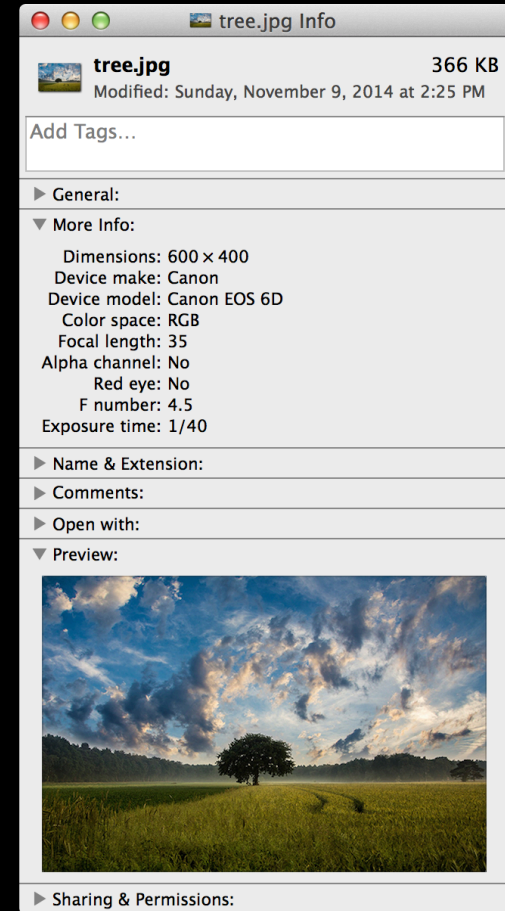 tree.jpg Info
tree.jpg 366 KB
Modified: Sunday, November 9, 2014 at 2:25 PM
Add Tags…
General:
More Info:
Dimensions: 600 × 400
Device make: Canon
Device model: Canon EOS 6D
Color space: RGB
Focal length: 35
Alpha channel: No
Red eye: No
F number: 4.5
Exposure time: 1/40
Name & Extension:
Comments:
Open with:
Preview:
Sharing & Permissions: